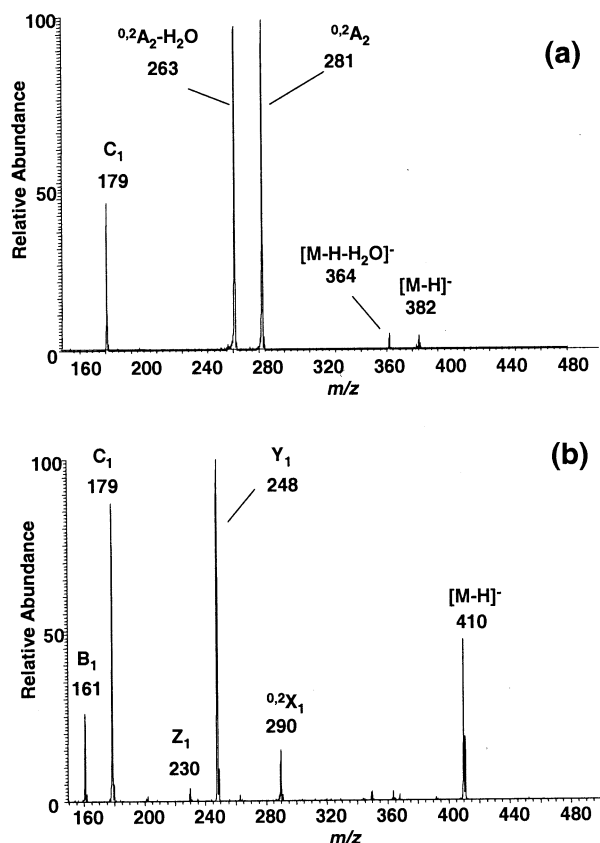 100
50
0
Relative Abundance
(a)
0,2A2-H2O
263
0,2A2
281
C1
179
[M-H-H2O]-
364
[M-H]-
382
160 200 240 280 320 360 400 440 480
m/z
100
50
0
Relative Abundance
(b)
C1
179
Y1
248
[M-H]-
410
B1
161
0,2X1
290
Z1
230
160 200 240 280 320 360 400 440 480
m/z